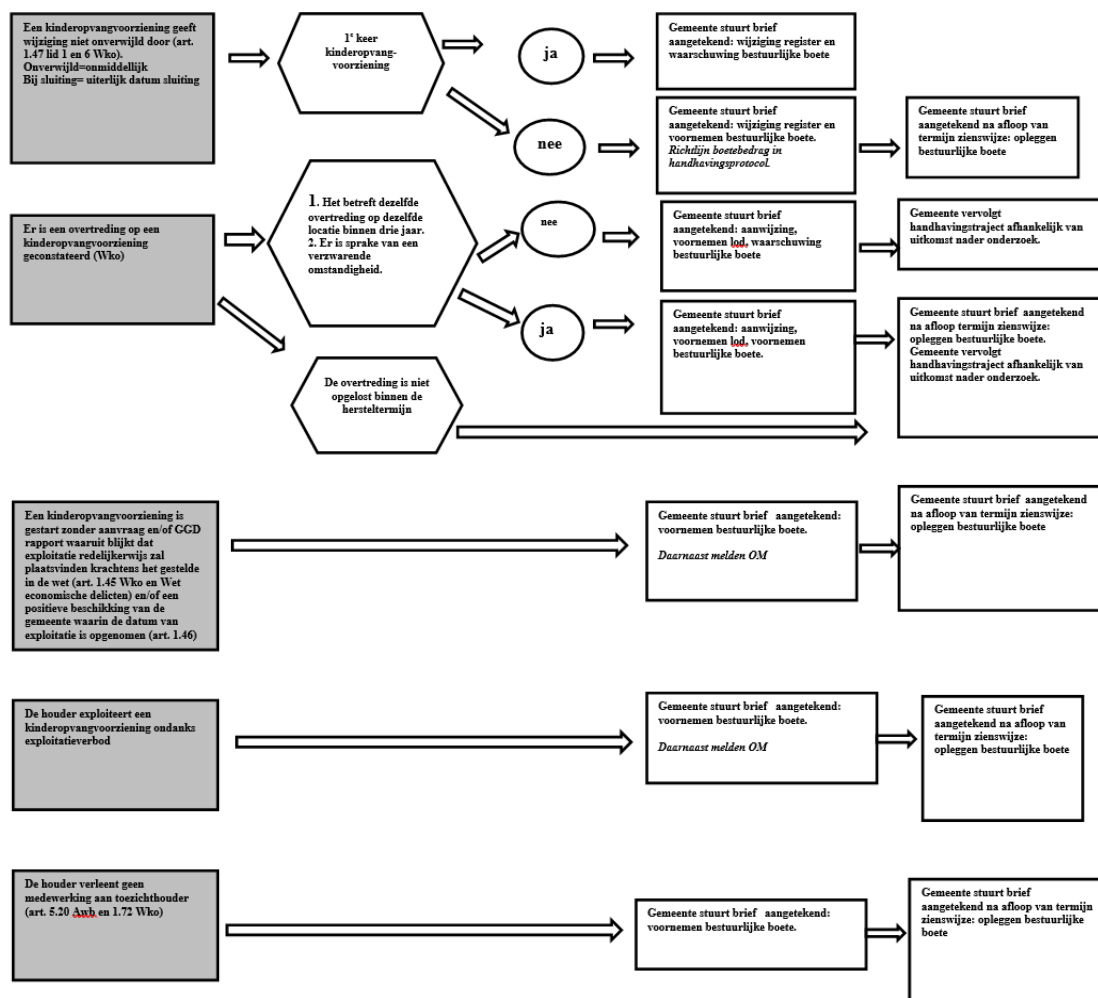 Een kinderopvangvoorziening geeft
wijziging niet onverwijld door (art.
1.47 lid 1 en 6 Wko).
Onverwijld=onmiddellijk
Bij sluiting= uiterlijk datum sluiting
1e keer
kinderopvang-
voorziening
ja
Gemeente stuurt brief
aangetekend: wijziging register en
waarschuwing bestuurlijke boete
nee
Gemeente stuurt brief
aangetekend: wijziging register en
voornemen bestuurlijke boete.
Richtlijn boetebedrag in
handhavingsprotocol.
Gemeente stuurt brief
aangetekend na afloop van
termijn zienswijze: opleggen
bestuurlijke boete
Er is een overtreding op een
kinderopvangvoorziening
geconstateerd (Wko)
1. Het betreft dezelfde
overtreding op dezelfde
locatie binnen drie jaar.
2. Er is sprake van een
verzwarende
omstandigheid.
nee
Gemeente stuurt brief
aangetekend: aanwijzing,
voornemen lod, waarschuwing
bestuurlijke boete
Gemeente vervolgt
handhavingstraject afhankelijk van
uitkomst nader onderzoek.
ja
Gemeente stuurt brief
aangetekend: aanwijzing,
voornemen lod, voornemen
bestuurlijke boete.
Gemeente stuurt brief aangetekend
na afloop termijn zienswijze:
opleggen bestuurlijke boete.
Gemeente vervolgt
handhavingstraject afhankelijk van
uitkomst nader onderzoek.
De overtreding is niet
opgelost binnen de
hersteltermijn
Een kinderopvangvoorziening is
gestart zonder aanvraag en/of GGD
rapport waaruit blijkt dat
exploitatie redelijkerwijs zal
plaatsvinden krachtens het gestelde
in de wet (art. 1.45 Wko en Wet
economische delicten) en/of een
positieve beschikking van de
gemeente waarin de datum van
exploitatie is opgenomen (art. 1.46)
Gemeente stuurt brief aangetekend:
voornemen bestuurlijke boete.
Daarnaast melden OM
Gemeente stuurt brief aangetekend
na afloop van termijn zienswijze:
opleggen bestuurlijke boete
De houder exploiteert een
kinderopvangvoorziening ondanks
exploitatieverbod
Gemeente stuurt brief aangetekend:
voornemen bestuurlijke boete.
Daarnaast melden OM
Gemeente stuurt brief
aangetekend na afloop van
termijn zienswijze:
opleggen bestuurlijke boete
De houder verleent geen
medewerking aan toezichthouder
(art. 5.20 Awb en 1.72 Wko)
Gemeente stuurt brief aangetekend:
voornemen bestuurlijke boete.
Gemeente stuurt brief
aangetekend na afloop van termijn
zienswijze: opleggen bestuurlijke
boete